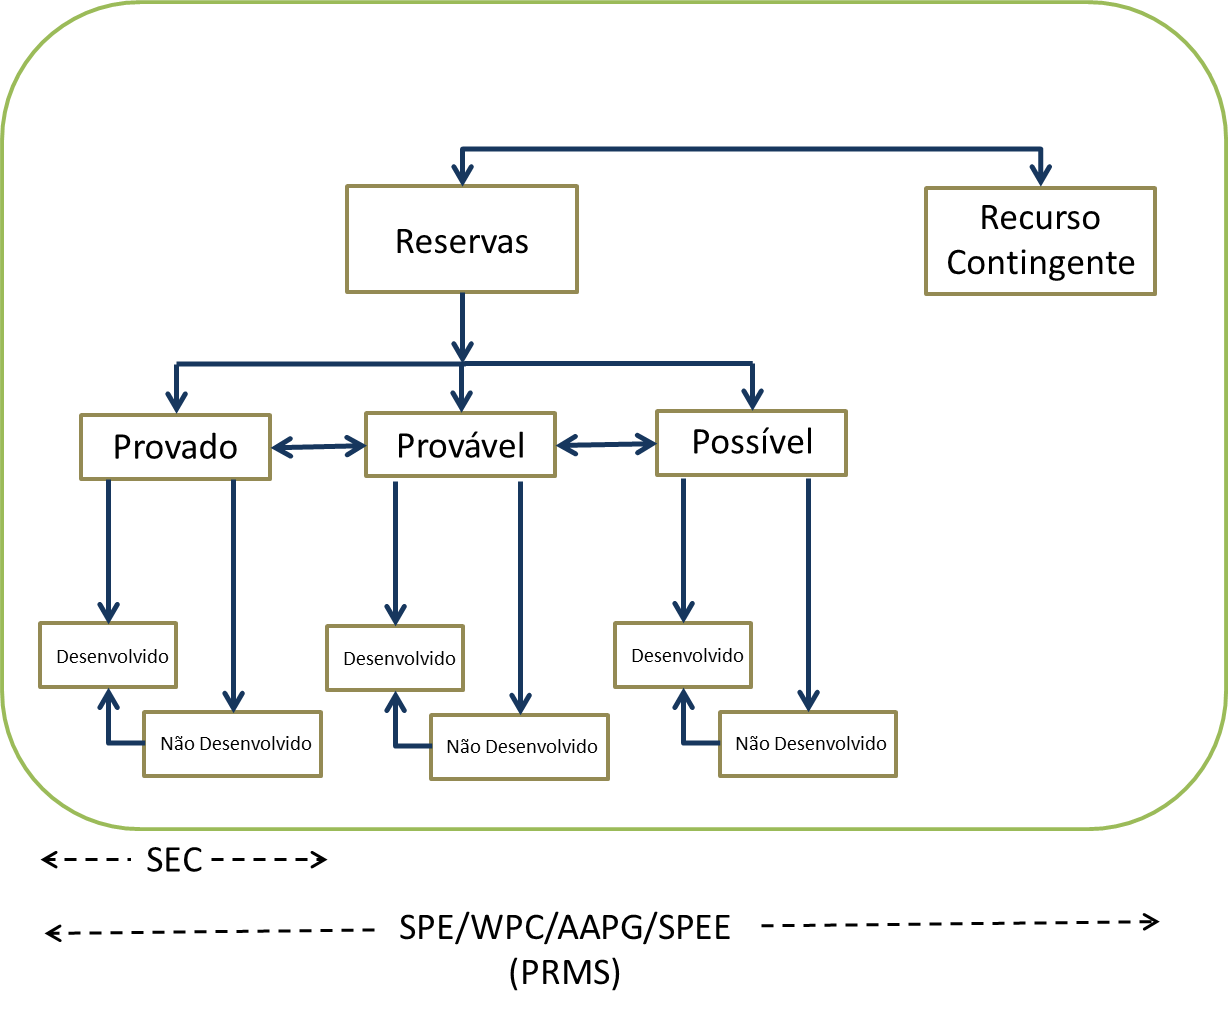 Reservas
Recurso
Contingente
Provado
Provável
Possível
Desenvolvido
Desenvolvido
Desenvolvido
Não Desenvolvido
Não Desenvolvido
Não Desenvolvido
SEC
SPE/WPC/AAPG/SPEE
(PRMS)